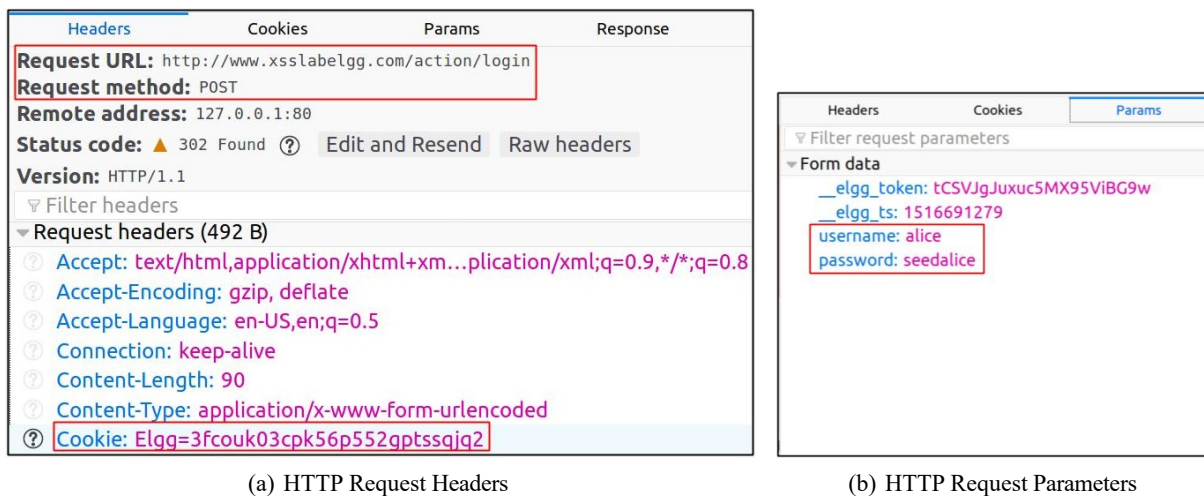 Headers Cookies Params Response
Request URL: http://www.xsslabelgg.com/action/login
Request method: POST
Remote address: 127.0.0.1:80
Status code: 302 Found ? Edit and Resend Raw headers
Version: HTTP/1.1
Filter headers
Request headers (492 B)
? Accept: text/html,application/xhtml+xm…plication/xml;q=0.9,*/*;q=0.8
? Accept-Encoding: gzip, deflate
? Accept-Language: en-US,en;q=0.5
? Connection: keep-alive
? Content-Length: 90
? Content-Type: application/x-www-form-urlencoded
? Cookie: Elgg=3fcouk03cpk56p552gptssqjq2
(a) HTTP Request Headers
Headers Cookies Params
Filter request parameters
Form data
__elgg_token: tCSVJgJuxuc5MX95ViBG9w
__elgg_ts: 1516691279
username: alice
password: seedalice
(b) HTTP Request Parameters